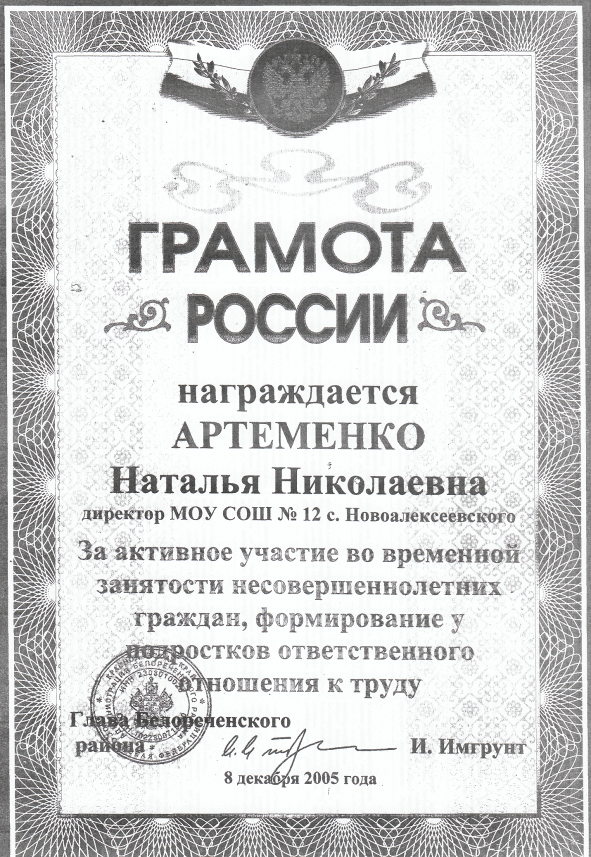 ГРАМОТА
РОССИИ
награждается
АРТЕМЕНКО
Наталья Николаевна
директор МОУ СОШ № 12 с. Новоалексеевского
За активное участие во временной
занятости несовершеннолетних
граждан, формирование у
подростков ответственного
отношения к труду
Глава Белореченского
района
И. Имгрунт
8 декабря 2005 года